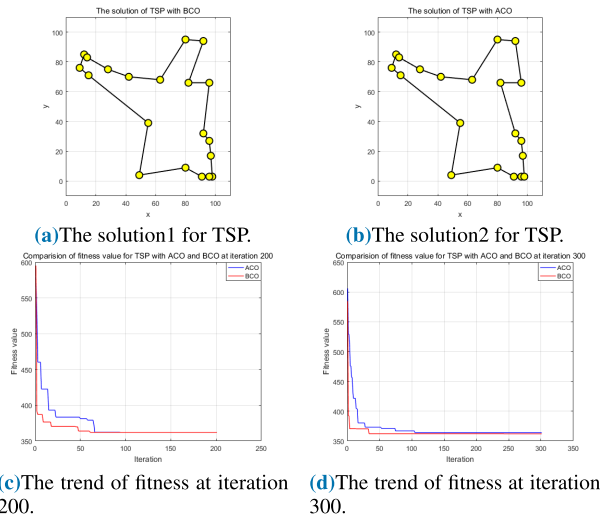 The solution of TSP with BCO
The solution of TSP with ACO
100
80
60
40
20
0
y
0 20 40 60 80 100
x
100
80
60
40
20
0
y
0 20 40 60 80 100
x
(a)The solution1 for TSP.
(b)The solution2 for TSP.
Comparision of fitness value for TSP with ACO and BCO at iteration 200
600
550
500
450
400
350
Fitness value
ACO
BCO
0 50 100 150 200 250
Iteration
Comparision of fitness value for TSP with ACO and BCO at iteration 300
650
600
550
500
450
400
350
Fitness value
ACO
BCO
0 50 100 150 200 250 300 350
Iteration
(c)The trend of fitness at iteration
200.
(d)The trend of fitness at iteration
300.